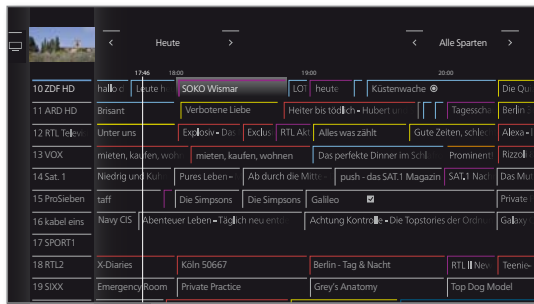 < Heute > < Alle Sparten >
17:46 18:00 19:00 20:00
10 ZDF HD hallo d Leute h SOKO Wismar LOT heute Küstenwache Die Qui
11 ARD HD Brisant Verbotene Liebe Heiter bis tödlich - Hubert u Tagesscha Berlin
12 RTL Televi Unter uns Explosiv - Das Exclus RTL Akt Alles was zählt Gute Zeiten, schlec Alexa - I
13 VOX mieten, kaufen, wohn mieten, kaufen, wohnen Das perfekte Dinner im Schl Prominent! Rizzoli
14 Sat. 1 Niedrig und Kuh Pures Leben - Ab durch die Mitte - push - das SAT.1 Magazin SAT.1 Nach Das Mut
15 ProSieben taff Die Simpsons Die Simpsons Galileo Private
16 kabel eins Navy CIS Abenteuer Leben - Täglich neu entd Achtung Kontrolle - Die Topstories der Ordnu Galaxy
17 SPORT1
18 RTL2 X-Diaries Köln 50667 Berlin - Tag & Nacht RTL II New Teenie-
19 SIXX Emergency Room Private Practice Grey's Anatomy Top Dog Model